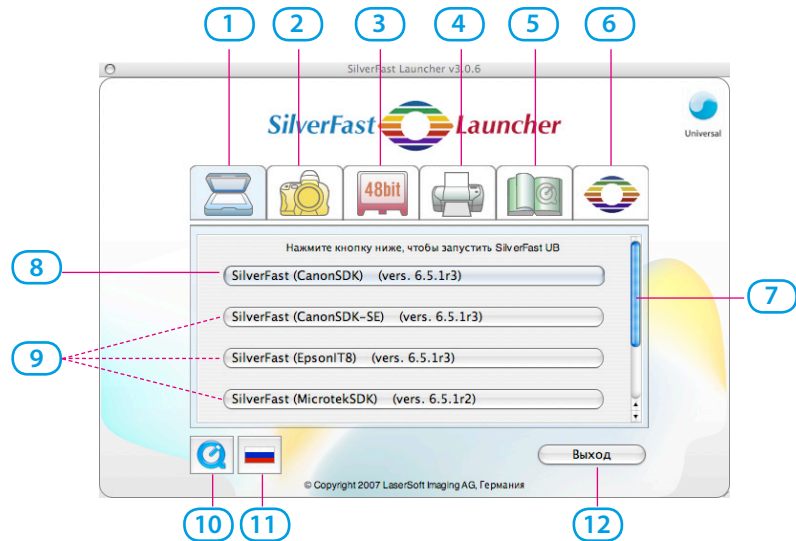 1 2 3 4 5 6
SilverFast Launcher v3.0.6
SilverFast Launcher
Universal
48bit
Нажмите кнопку ниже, чтобы запустить SilverFast UB
8
SilverFast (CanonSDK) (vers. 6.5.1r3)
7
SilverFast (CanonSDK-SE) (vers. 6.5.1r3)
9
SilverFast (EpsonIT8) (vers. 6.5.1r3)
SilverFast (MicrotekSDK) (vers. 6.5.1r2)
Выход
© Copyright 2007 LaserSoft Imaging AG, Германия
10 11 12